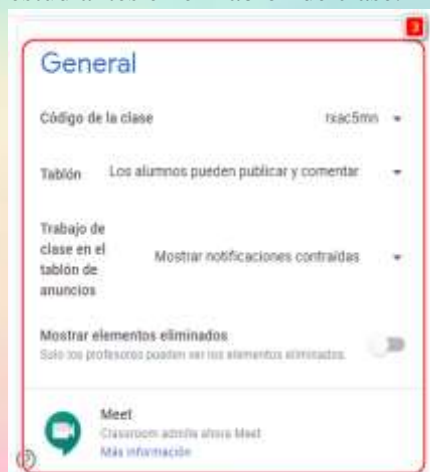 3
General
Código de la clase
rxac5mn
Tablón
Los alumnos pueden publicar y comentar
Trabajo de
clase en el
tablón de
anuncios
Mostrar notificaciones contraídas
Mostrar elementos eliminados
Solo los profesores pueden ver los elementos eliminados.
Meet
Classroom admite ahora Meet
Más información